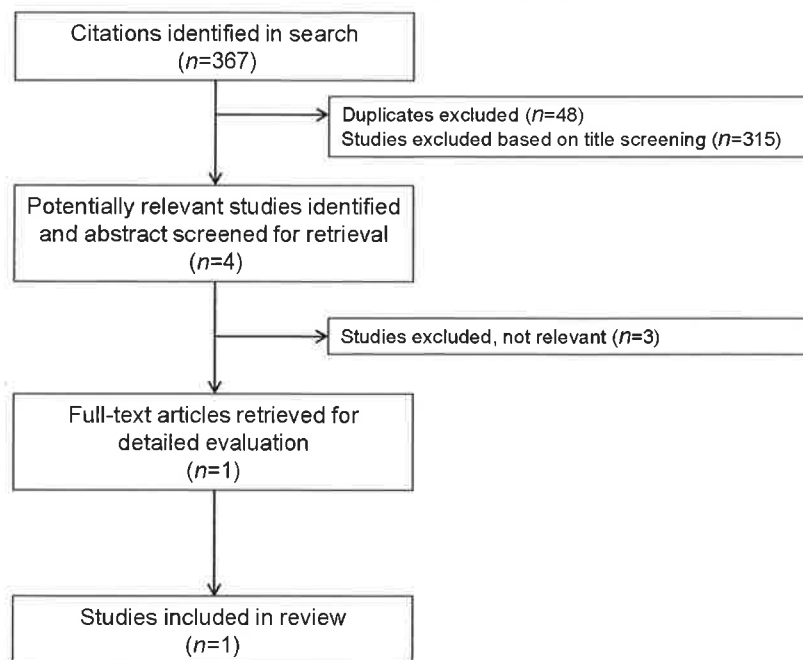 Citations identified in search
(n=367)
Duplicates excluded (n=48)
Studies excluded based on title screening (n=315)
Potentially relevant studies identified
and abstract screened for retrieval
(n=4)
Studies excluded, not relevant (n=3)
Full-text articles retrieved for
detailed evaluation
(n=1)
Studies included in review
(n=1)